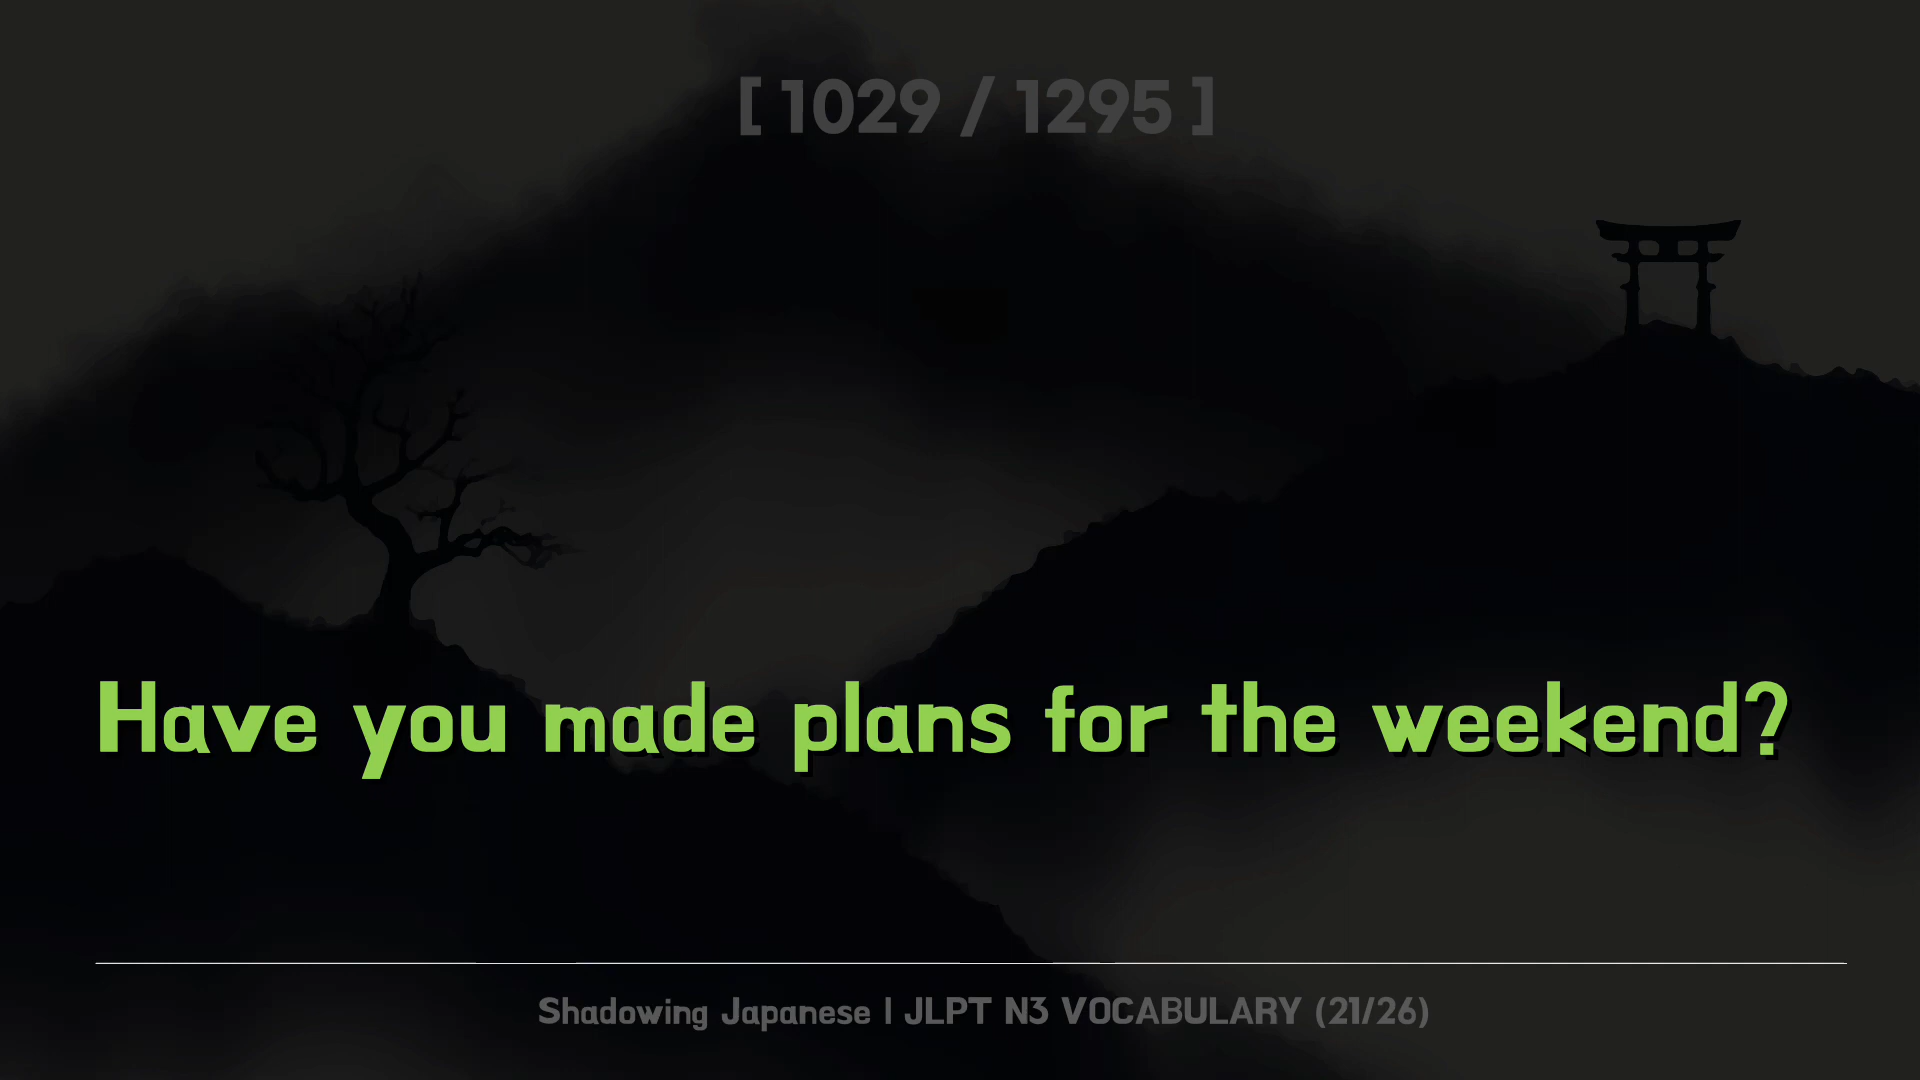 [ 1029 / 1295 ]
Have you made plans for the weekend?
Shadowing Japanese | JLPT N3 VOCABULARY (21/26)